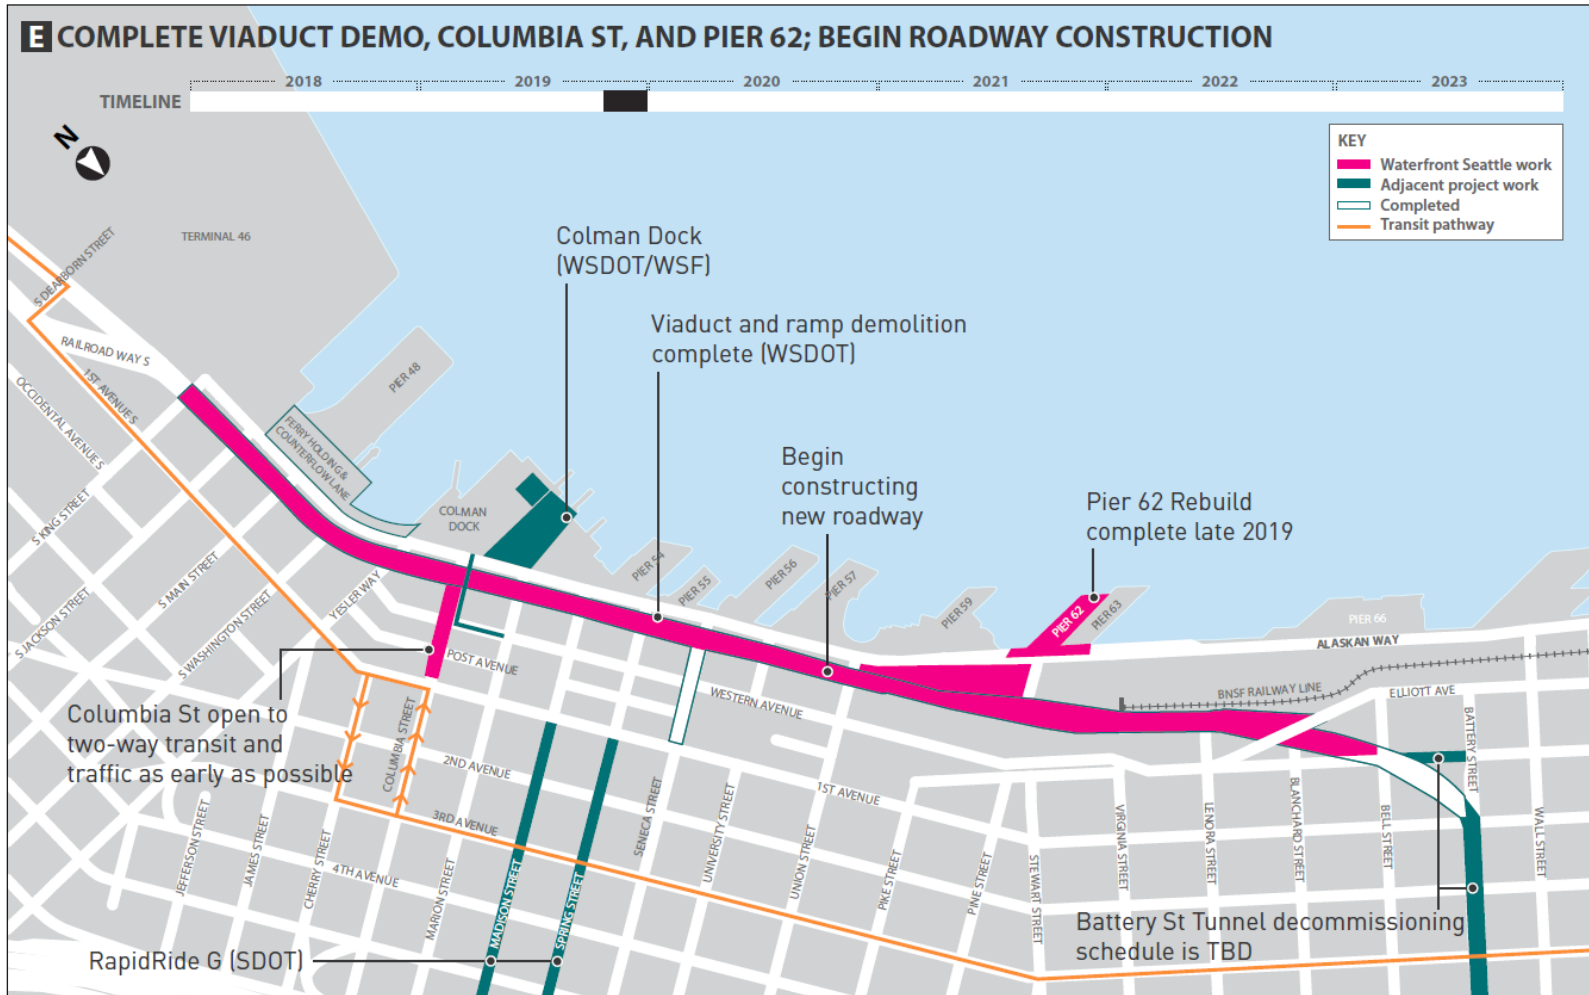 E COMPLETE VIADUCT DEMO, COLUMBIA ST, AND PIER 62; BEGIN ROADWAY CONSTRUCTION
2018 2019 2020 2021 2022 2023
TIMELINE
N
KEY
Waterfront Seattle work
Adjacent project work
Completed
Transit pathway
TERMINAL 46
S DEARBORN STREET
RAILROAD WAY S
1ST AVENUE S
OCCIDENTAL AVENUE S
S KING STREET
S JACKSON STREET
S MAIN STREET
S WASHINGTON STREET
YESLER WAY
PIER 48
FERRY HOLDING &
COUNTERFLOW LANE
COLMAN
DOCK
Colman Dock
(WSDOT/WSF)
Viaduct and ramp demolition
complete (WSDOT)
Begin
constructing
new roadway
Pier 62 Rebuild
complete late 2019
PIER 54
PIER 55
PIER 56
PIER 57
PIER 59
PIER 62
PIER 63
PIER 66
ALASKAN WAY
BNSF RAILWAY LINE
ELLIOTT AVE
POST AVENUE
WESTERN AVENUE
1ST AVENUE
2ND AVENUE
3RD AVENUE
4TH AVENUE
Columbia St open to
two-way transit and
traffic as early as possible
JEFFERSON STREET
JAMES STREET
CHERRY STREET
COLUMBIA STREET
MARION STREET
MADISON STREET
SPRING STREET
SENECA STREET
UNIVERSITY STREET
UNION STREET
PIKE STREET
PINE STREET
STEWART STREET
VIRGINIA STREET
LENORA STREET
BLANCHARD STREET
BELL STREET
BATTERY STREET
WALL STREET
RapidRide G (SDOT)
Battery St Tunnel decommissioning
schedule is TBD